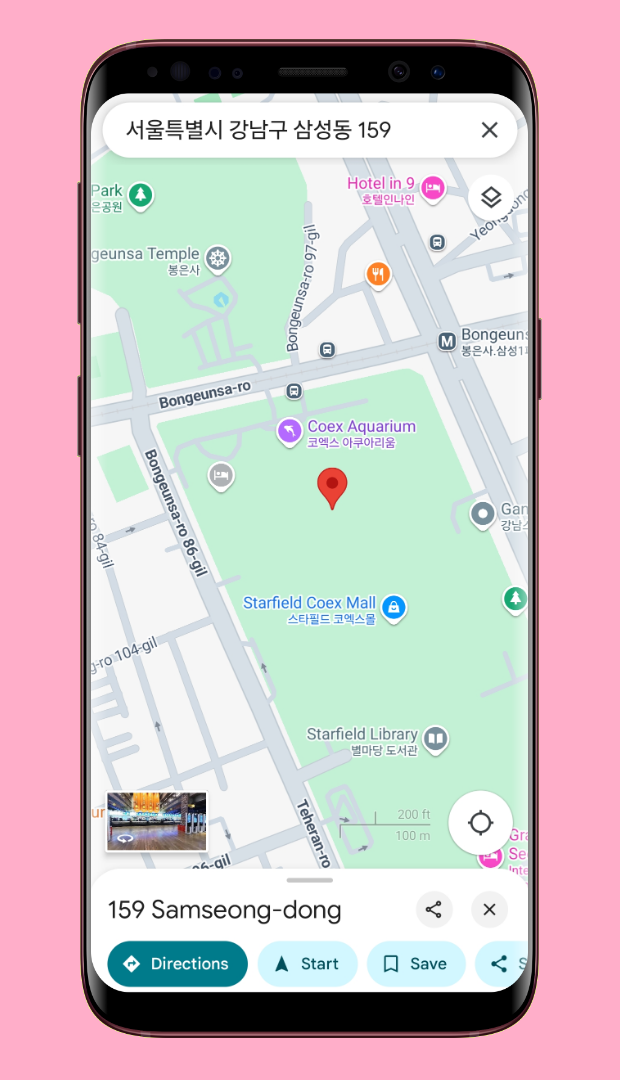 서울특별시 강남구 삼성동 159
Park
은공원
Hotel in 9
호텔인나인
Yeongdong
geunsa Temple
봉은사
Bongeunsa-ro 97-gil
Bongeuns
봉은사.삼성1
Bongeunsa-ro
Coex Aquarium
코엑스 아쿠아리움
Bongeunsa-ro 86-gil
Gan
강남스
84-gil
Starfield Coex Mall
스타필드 코엑스몰
g-ro 104-gil
Starfield Library
별마당 도서관
Teheran-ro
200 ft
100 m
ur
Gra
Se
Inte
6-gil
159 Samseong-dong
Directions
Start
Save
S